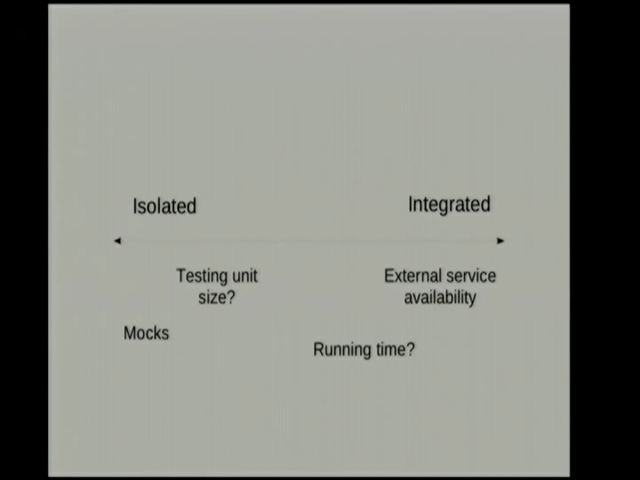 Isolated
Integrated
Testing unit
size?
External service
availability
Mocks
Running time?